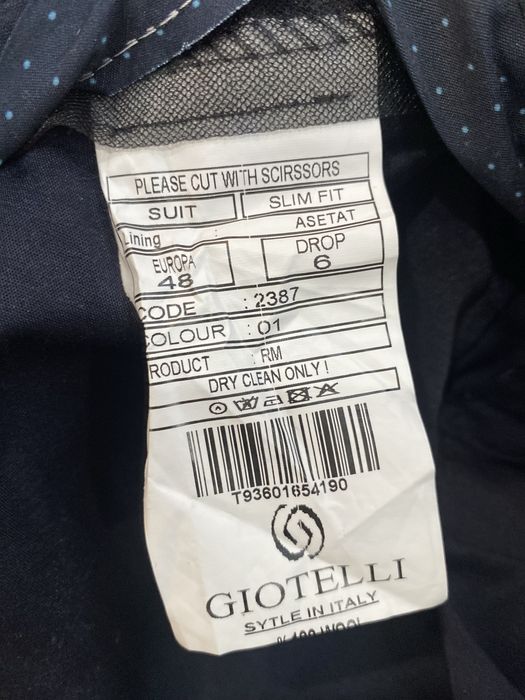 PLEASE CUT WITH SCIRSSORS
SUIT SLIM FIT
Lining : ASETAT
EUROPA DROP
48 6
CODE : 2387
COLOUR : 01
RODUCT : RM
DRY CLEAN ONLY !
T93601654190
GIOTELLI
SYTLE IN ITALY